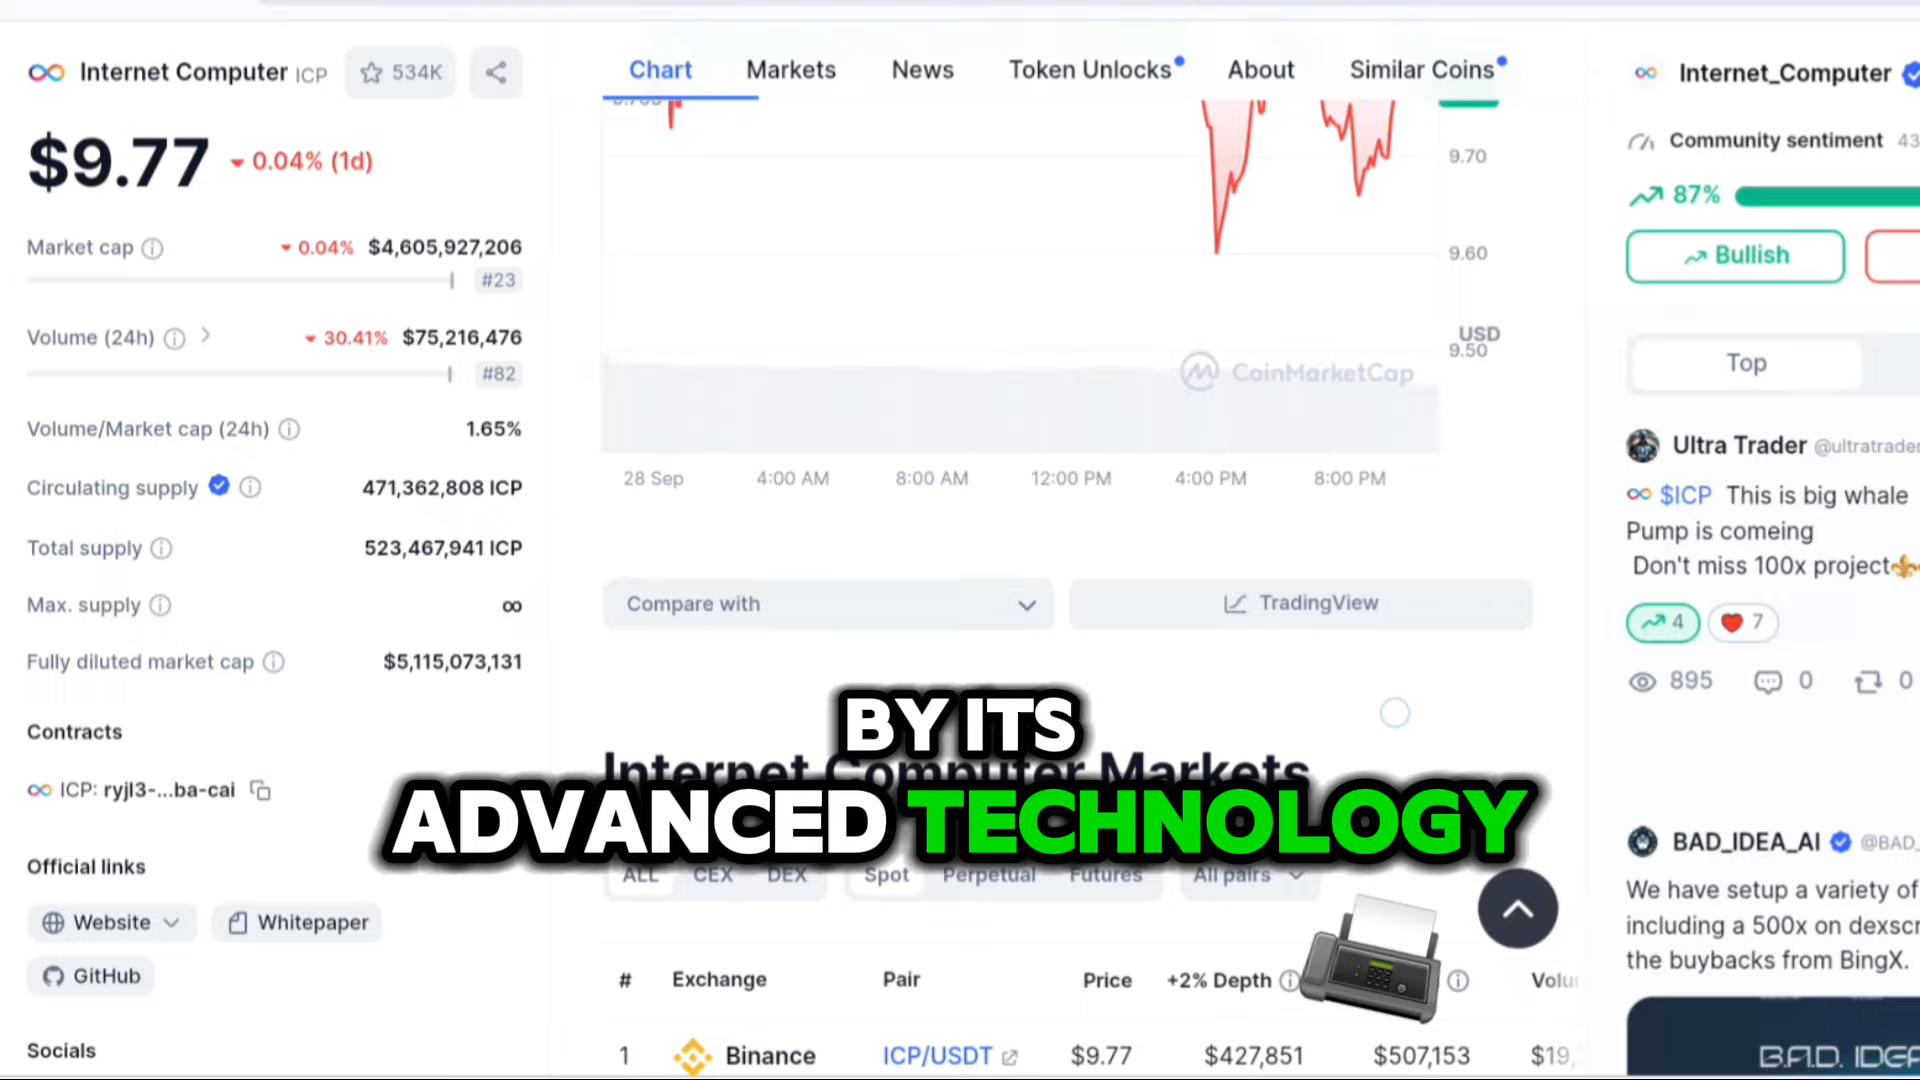 Internet Computer ICP
534K
$9.77
0.04% (1d)
Market cap
0.04% $4,605,927,206
#23
Volume (24h)
30.41% $75,216,476
#82
Volume/Market cap (24h)
1.65%
Circulating supply
471,362,808 ICP
Total supply
523,467,941 ICP
Max. supply
∞
Fully diluted market cap
$5,115,073,131
Contracts
ICP: ryjl3-...ba-cai
Official links
Website
Whitepaper
GitHub
Socials
Chart Markets News Token Unlocks About Similar Coins
9.70
9.60
USD
9.50
CoinMarketCap
28 Sep 4:00 AM 8:00 AM 12:00 PM 4:00 PM 8:00 PM
Compare with
TradingView
Internet Computer Markets
BY ITS
ADVANCED TECHNOLOGY
ALL CEX DEX Spot Perpetual Futures All pairs
# Exchange Pair Price +2% Depth
1 Binance ICP/USDT $9.77 $427,851 $507,153 $19,
Internet_Computer
Community sentiment 43
87%
Bullish
Top
Ultra Trader @ultratrader
$ICP This is big whale
Pump is comeing
Don't miss 100x project
4 7
895 0 0
BAD_IDEA_AI @BAD_
We have setup a variety of
including a 500x on dexscr
the buybacks from BingX.
B.A.D. IDEA